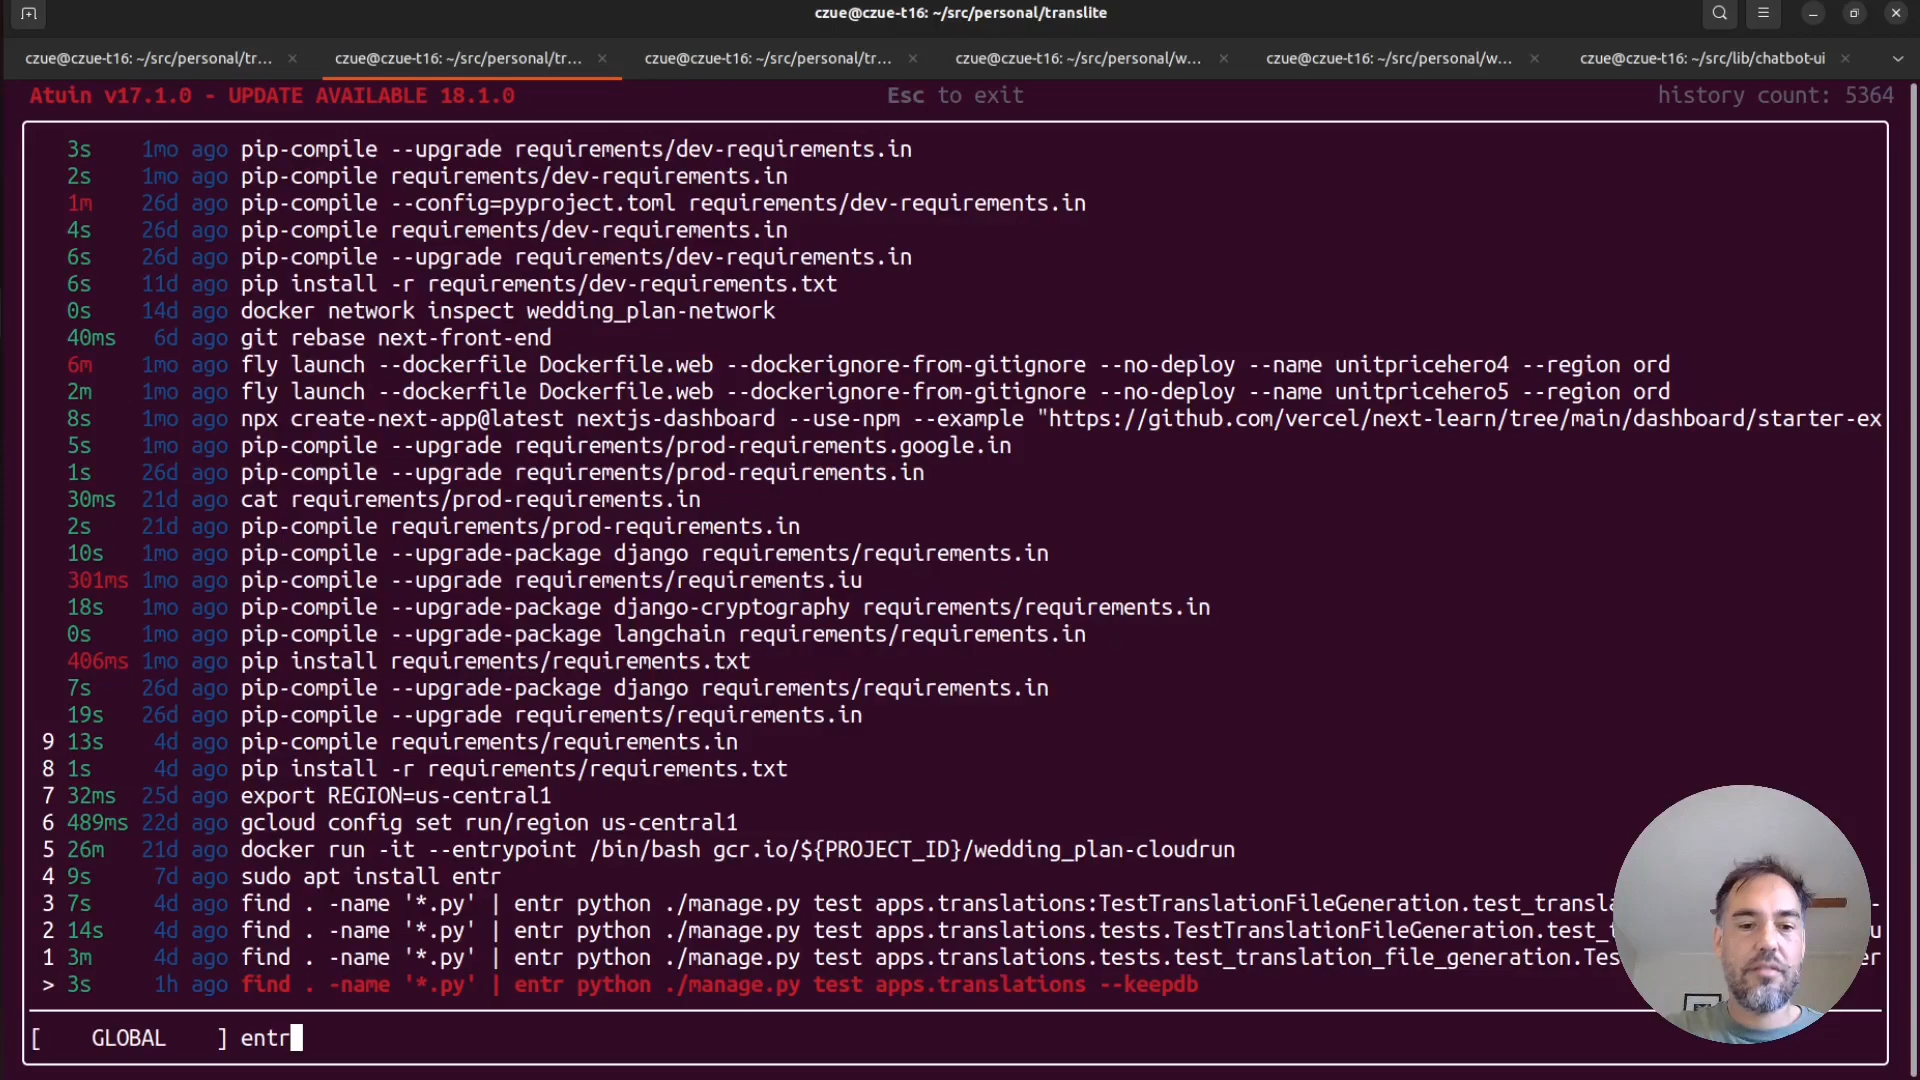 czue@czue-t16: ~/src/personal/translite
czue@czue-t16: ~/src/personal/tr... × czue@czue-t16: ~/src/personal/tr... × czue@czue-t16: ~/src/personal/tr... × czue@czue-t16: ~/src/personal/w... × czue@czue-t16: ~/src/personal/w... × czue@czue-t16: ~/src/lib/chatbot-ui ×
Atuin v17.1.0 - UPDATE AVAILABLE 18.1.0 Esc to exit history count: 5364
3s 1mo ago pip-compile --upgrade requirements/dev-requirements.in
2s 1mo ago pip-compile requirements/dev-requirements.in
1m 26d ago pip-compile --config=pyproject.toml requirements/dev-requirements.in
4s 26d ago pip-compile requirements/dev-requirements.in
6s 26d ago pip-compile --upgrade requirements/dev-requirements.in
6s 11d ago pip install -r requirements/dev-requirements.txt
0s 14d ago docker network inspect wedding_plan-network
40ms 6d ago git rebase next-front-end
6m 1mo ago fly launch --dockerfile Dockerfile.web --dockerignore-from-gitignore --no-deploy --name unitpricehero4 --region ord
2m 1mo ago fly launch --dockerfile Dockerfile.web --dockerignore-from-gitignore --no-deploy --name unitpricehero5 --region ord
8s 1mo ago npx create-next-app@latest nextjs-dashboard --use-npm --example "https://github.com/vercel/next-learn/tree/main/dashboard/starter-ex
5s 1mo ago pip-compile --upgrade requirements/prod-requirements.google.in
1s 26d ago pip-compile --upgrade requirements/prod-requirements.in
30ms 21d ago cat requirements/prod-requirements.in
2s 21d ago pip-compile requirements/prod-requirements.in
10s 1mo ago pip-compile --upgrade-package django requirements/requirements.in
301ms 1mo ago pip-compile --upgrade requirements/requirements.iu
18s 1mo ago pip-compile --upgrade-package django-cryptography requirements/requirements.in
0s 1mo ago pip-compile --upgrade-package langchain requirements/requirements.in
406ms 1mo ago pip install requirements/requirements.txt
7s 26d ago pip-compile --upgrade-package django requirements/requirements.in
19s 26d ago pip-compile --upgrade requirements/requirements.in
9 13s 4d ago pip-compile requirements/requirements.in
8 1s 4d ago pip install -r requirements/requirements.txt
7 32ms 25d ago export REGION=us-central1
6 489ms 22d ago gcloud config set run/region us-central1
5 26m 21d ago docker run -it --entrypoint /bin/bash gcr.io/${PROJECT_ID}/wedding_plan-cloudrun
4 9s 7d ago sudo apt install entr
3 7s 4d ago find . -name '*.py' | entr python ./manage.py test apps.translations:TestTranslationFileGeneration.test_transla
2 14s 4d ago find . -name '*.py' | entr python ./manage.py test apps.translations.tests.TestTranslationFileGeneration.test_
1 3m 4d ago find . -name '*.py' | entr python ./manage.py test apps.translations.tests.test_translation_file_generation.Tes
> 3s 1h ago find . -name '*.py' | entr python ./manage.py test apps.translations --keepdb
[ GLOBAL ] entr